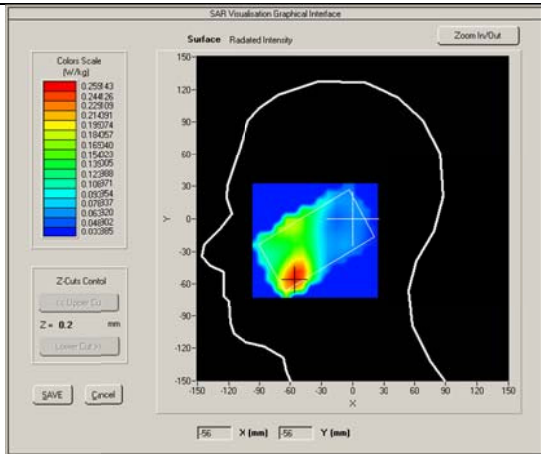 SAR Visualisation Graphical Interface
Surface Radiated Intensity
Zoom In/Out
Colors Scale
(W/kg)
0.259143
0.244126
0.229109
0.214091
0.199074
0.184057
0.169040
0.154023
0.139005
0.123988
0.108971
0.093954
0.078937
0.063920
0.048902
0.033885
Z-Cuts Control
<< Upper Cut
Z = 0.2 mm
Lower Cut >>
SAVE Cancel
150
120
90
60
30
Y 0
-30
-60
-90
-120
-150
-150 -120 -90 -60 -30 0 30 60 90 120 150
X
-56 X (mm) -56 Y (mm)